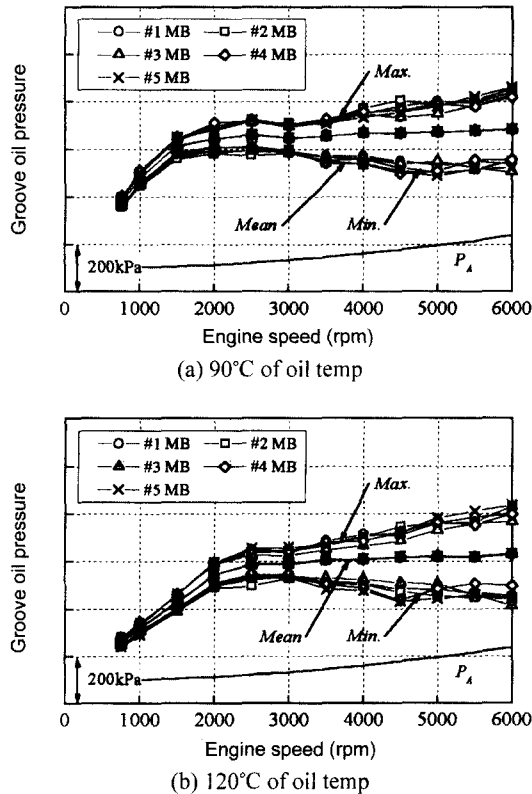 #1 MB #2 MB
#3 MB #4 MB
#5 MB
Max.
Groove oil pressure
Mean
Min.
200kPa
P_A
0 1000 2000 3000 4000 5000 6000
Engine speed (rpm)
(a) 90°C of oil temp
#1 MB #2 MB
#3 MB #4 MB
#5 MB
Max.
Groove oil pressure
Mean
Min.
200kPa
P_A
0 1000 2000 3000 4000 5000 6000
Engine speed (rpm)
(b) 120°C of oil temp